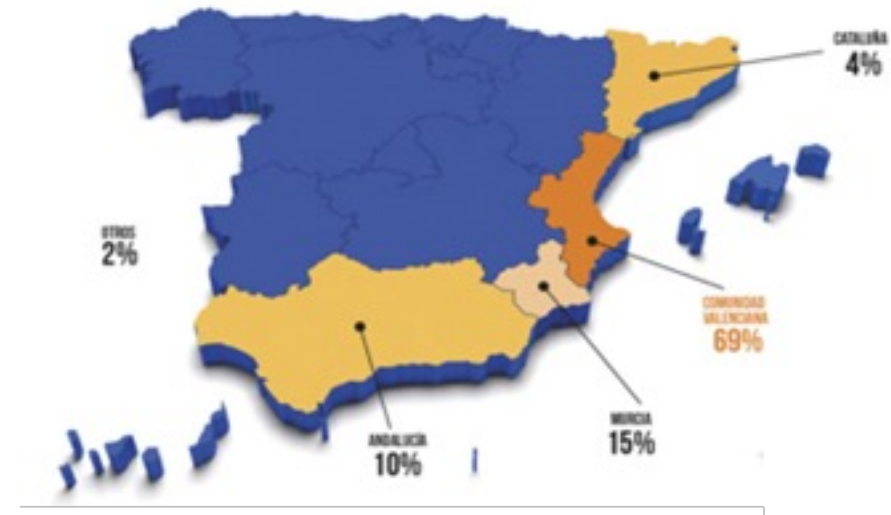 CATALUÑA
4%
OTROS
2%
COMUNIDAD
VALENCIANA
69%
MURCIA
15%
ANDALUCÍA
10%